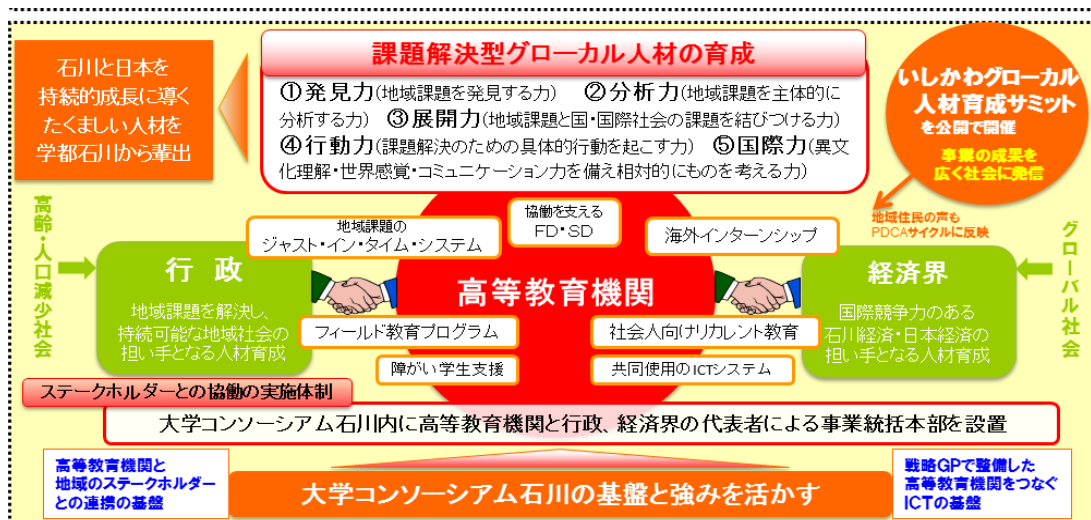 石川と日本を
持続的成長に導く
たくましい人材を
学都石川から輩出
課題解決型グローカル人材の育成
①発見力(地域課題を発見する力) ②分析力(地域課題を主体的に
分析する力) ③展開力(地域課題と国・国際社会の課題を結びつける力)
④行動力(課題解決のための具体的行動を起こす力) ⑤国際力(異文
化理解・世界感覚・コミュニケーション力を備え相対的にものを考える力)
いしかわグローカル
人材育成サミット
を公開で開催
事業の成果を
広く社会に発信
地域住民の声も
PDCAサイクルに反映
高齢・人口減少社会
行 政
地域課題を解決し、
持続可能な地域社会の
担い手となる人材育成
地域課題の
ジャスト・イン・タイム・システム
協働を支える
FD・SD
海外インターンシップ
高等教育機関
フィールド教育プログラム
社会人向けリカレント教育
障がい学生支援
共同使用のICTシステム
経済界
国際競争力のある
石川経済・日本経済の
担い手となる人材育成
グローバル社会
ステークホルダーとの協働の実施体制
大学コンソーシアム石川内に高等教育機関と行政、経済界の代表者による事業統括本部を設置
高等教育機関と
地域のステークホルダー
との連携の基盤
大学コンソーシアム石川の基盤と強みを活かす
戦略GPで整備した
高等教育機関をつなぐ
ICTの基盤